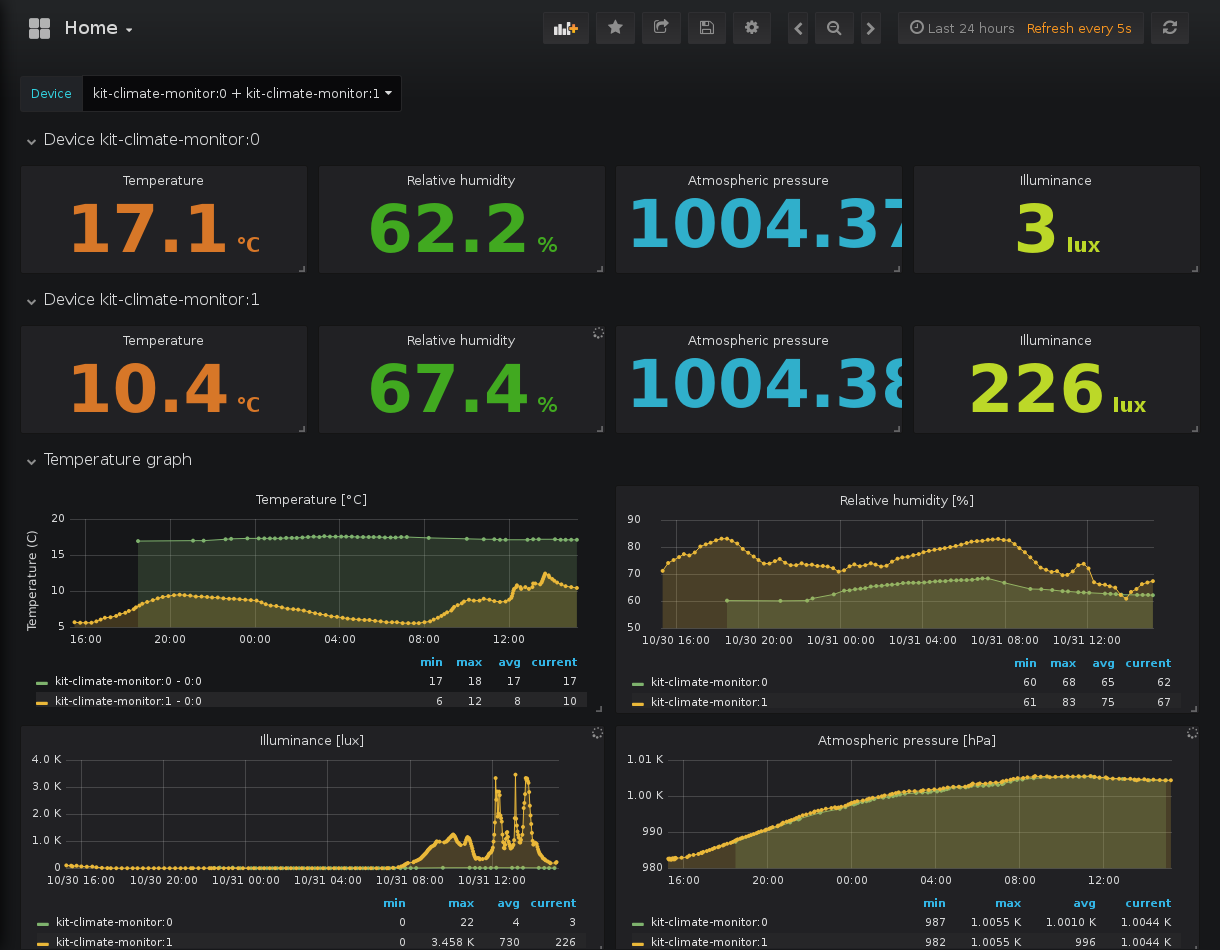 Home
Last 24 hours Refresh every 5s
Device kit-climate-monitor:0 + kit-climate-monitor:1
Device kit-climate-monitor:0
Temperature Relative humidity Atmospheric pressure Illuminance
17.1 °C 62.2 % 1004.37 3 lux
Device kit-climate-monitor:1
Temperature Relative humidity Atmospheric pressure Illuminance
10.4 °C 67.4 % 1004.38 226 lux
Temperature graph
Temperature [°C]
Temperature (C)
20
15
10
5
16:00 20:00 00:00 04:00 08:00 12:00
min max avg current
kit-climate-monitor:0 - 0:0 17 18 17 17
kit-climate-monitor:1 - 0:0 6 12 8 10
Relative humidity [%]
90
80
70
60
50
10/30 16:00 10/30 20:00 10/31 00:00 10/31 04:00 10/31 08:00 10/31 12:00
min max avg current
kit-climate-monitor:0 60 68 65 62
kit-climate-monitor:1 61 83 75 67
Illuminance [lux]
4.0 K
3.0 K
2.0 K
1.0 K
0
10/30 16:00 10/30 20:00 10/31 00:00 10/31 04:00 10/31 08:00 10/31 12:00
min max avg current
kit-climate-monitor:0 0 22 4 3
kit-climate-monitor:1 0 3.458 K 730 226
Atmospheric pressure [hPa]
1.01 K
1.00 K
990
980
16:00 20:00 00:00 04:00 08:00 12:00
min max avg current
kit-climate-monitor:0 987 1.0055 K 1.0010 K 1.0044 K
kit-climate-monitor:1 982 1.0055 K 996 1.0044 K